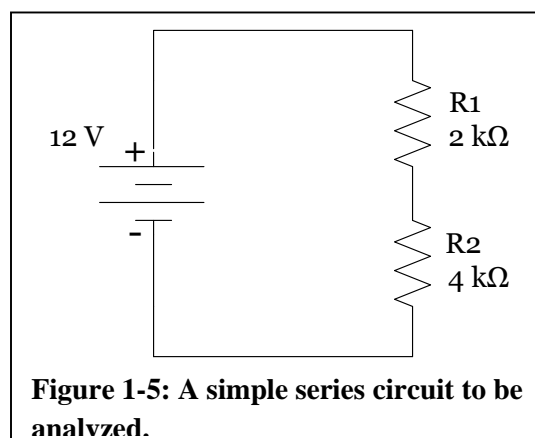 12 V
+
-
R1
2 kΩ
R2
4 kΩ
Figure 1-5: A simple series circuit to be
analyzed.